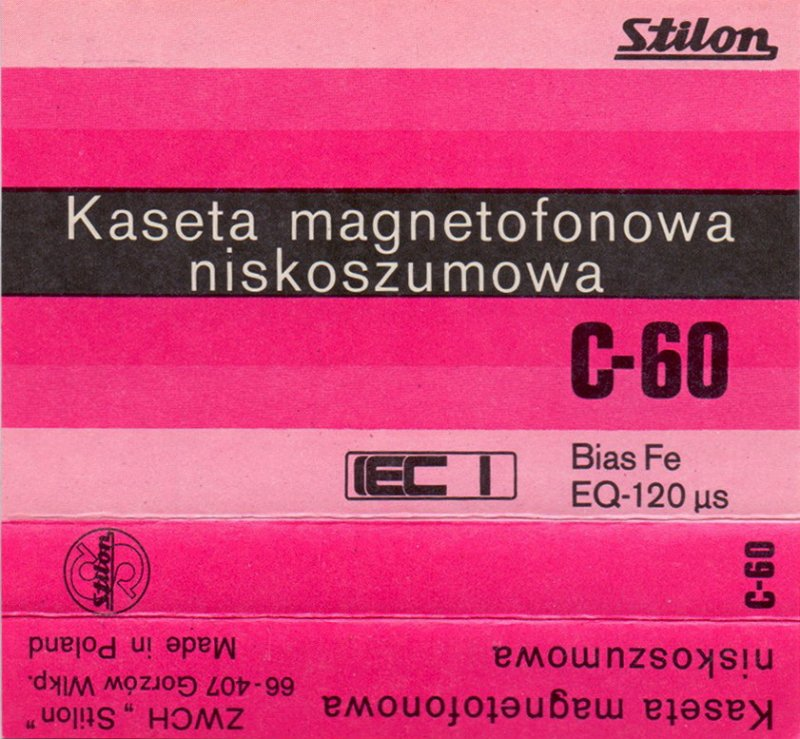 Stilon
Kaseta magnetofonowa
niskoszumowa
C-60
IEC I
Bias Fe
EQ-120 µs
Stilon
C-60
Kaseta magnetofonowa
niskoszumowa
ZWCH „Stilon”
66-407 Gorzów Wlkp.
Made in Poland